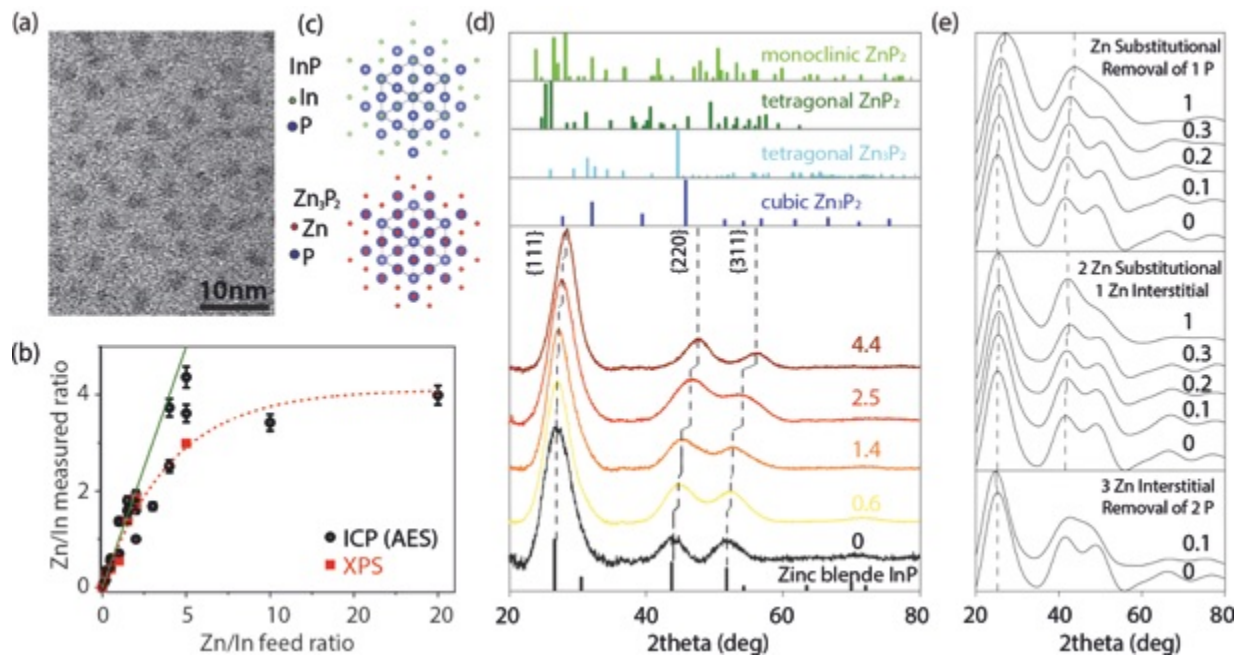 (a)
10nm
(c)
InP
In
P
Zn₃P₂
Zn
P
(b)
Zn/In measured ratio
4
2
0
0
5
10
20
Zn/In feed ratio
ICP (AES)
XPS
(d)
monoclinic ZnP₂
tetragonal ZnP₂
tetragonal Zn₃P₂
cubic Zn₃P₂
{111}
{220}
{311}
4.4
2.5
1.4
0.6
0
Zinc blende InP
20
40
60
80
2theta (deg)
(e)
Zn Substitutional
Removal of 1 P
1
0.3
0.2
0.1
0
2 Zn Substitutional
1 Zn Interstitial
1
0.3
0.2
0.1
0
3 Zn Interstitial
Removal of 2 P
0.1
0
20
40
60
80
2theta (deg)